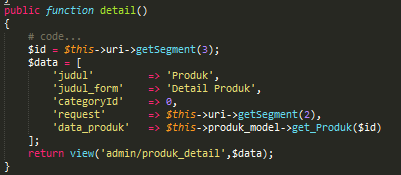 public function detail()
{
# code...
$id = $this->uri->getSegment(3);
$data = [
'judul' => 'Produk',
'judul_form' => 'Detail Produk',
'categoryId' => 0,
'request' => $this->uri->getSegment(2),
'data_produk' => $this->produk_model->get_Produk($id)
];
return view('admin/produk_detail',$data);
}